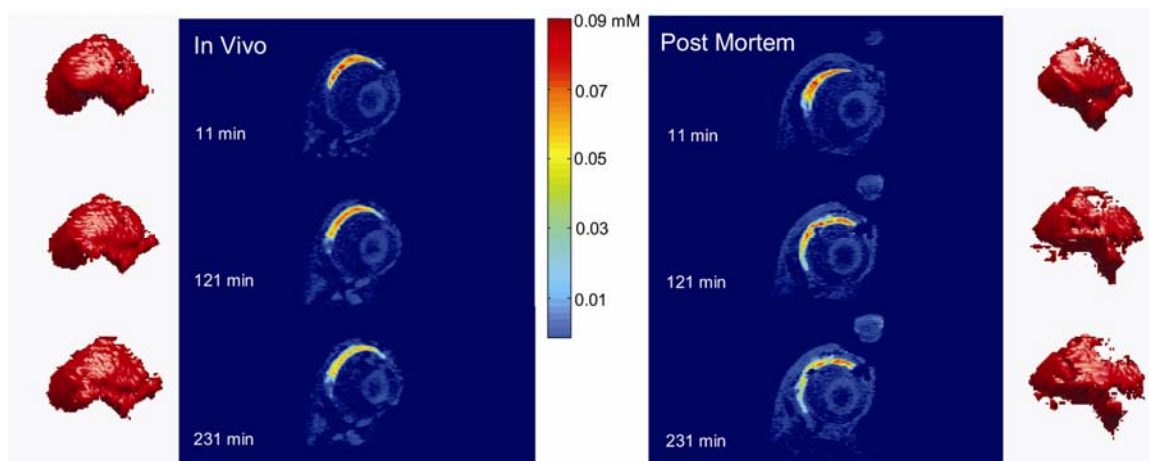 In Vivo
11 min
121 min
231 min
0.09 mM
0.07
0.05
0.03
0.01
Post Mortem
11 min
121 min
231 min